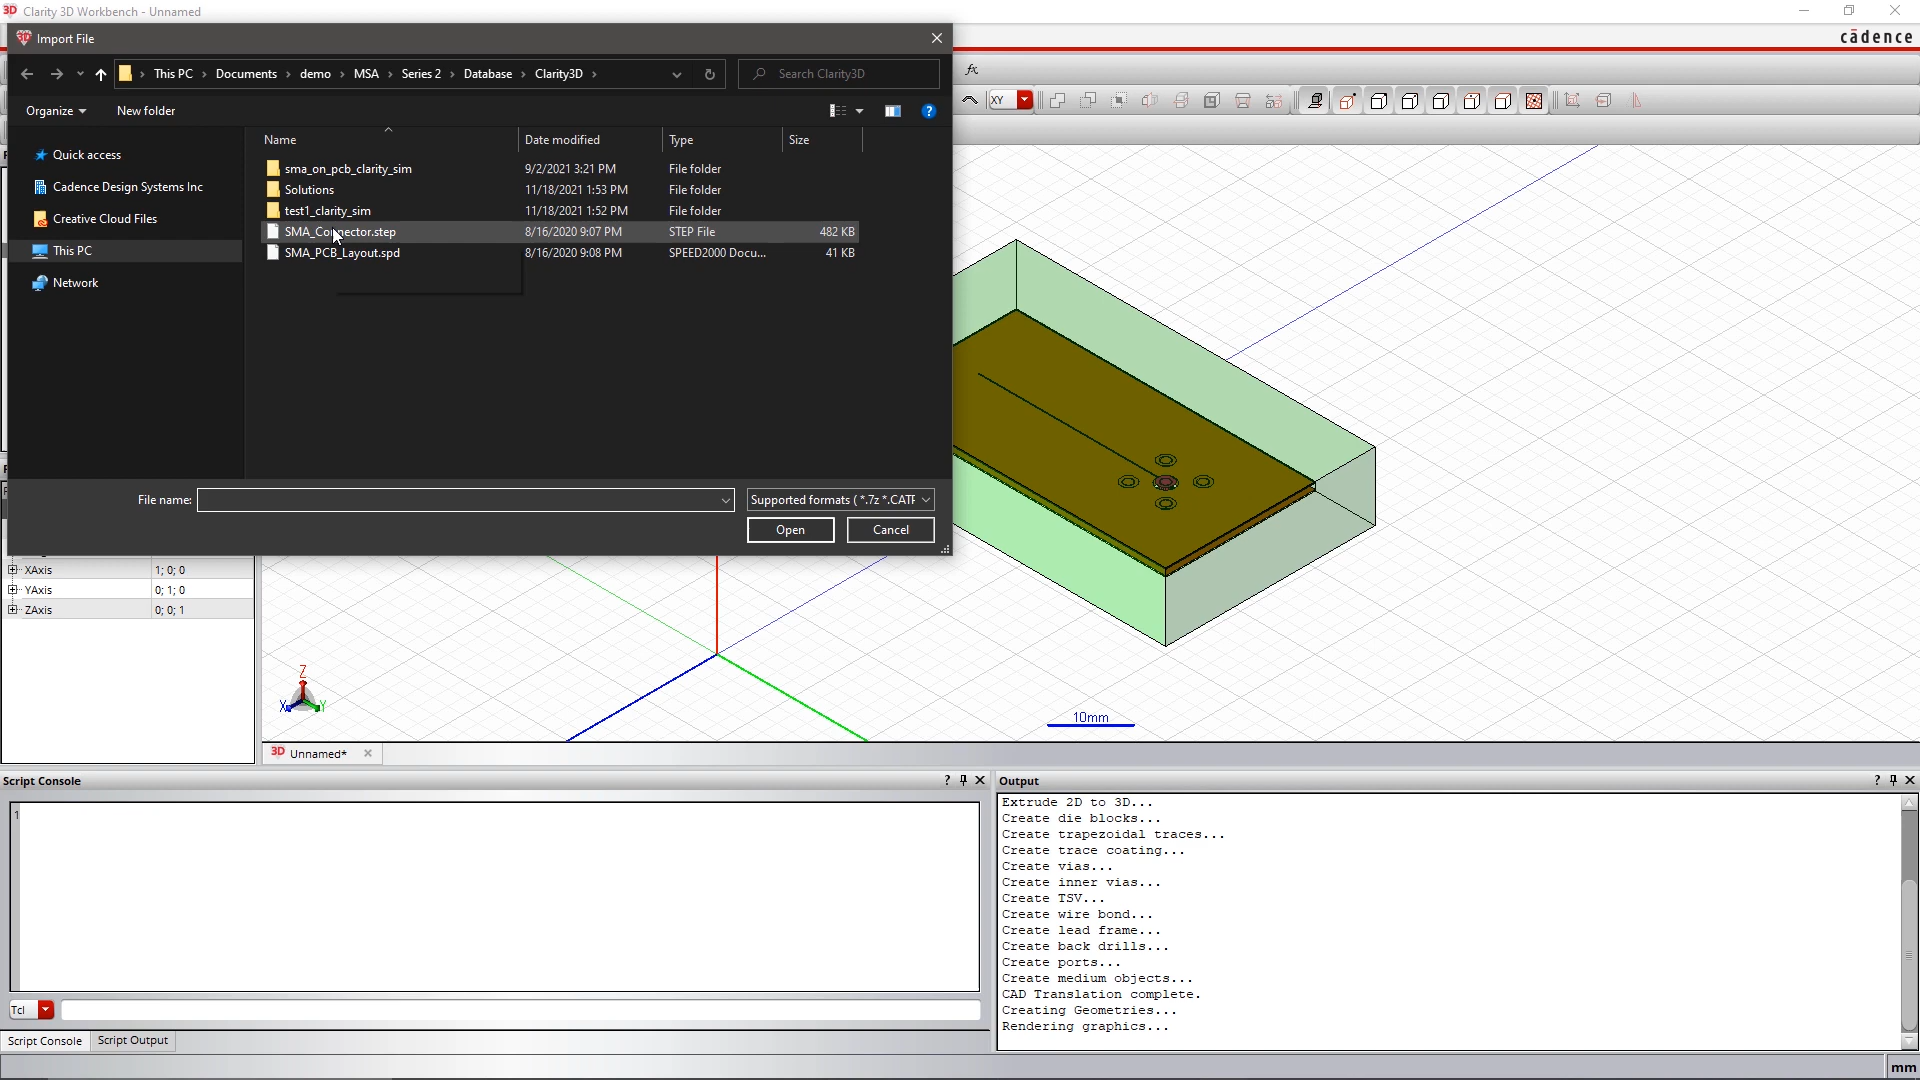 3D Clarity 3D Workbench - Unnamed
cādence
Import File
This PC › Documents › demo › MSA › Series 2 › Database › Clarity3D ›
Search Clarity3D
fx
Organize
New folder
XY
Name
Date modified
Type
Size
Quick access
Cadence Design Systems Inc
Creative Cloud Files
This PC
Network
sma_on_pcb_clarity_sim 9/2/2021 3:21 PM File folder
Solutions 11/18/2021 1:53 PM File folder
test1_clarity_sim 11/18/2021 1:52 PM File folder
SMA_Connector.step 8/16/2020 9:07 PM STEP File 482 KB
SMA_PCB_Layout.spd 8/16/2020 9:08 PM SPEED2000 Docu... 41 KB
File name:
Supported formats ( *.7z *.CATF
Open
Cancel
XAxis 1; 0; 0
YAxis 0; 1; 0
ZAxis 0; 0; 1
Z
X
Y
10mm
3D Unnamed*
Script Console
?
1
Tcl
Script Console
Script Output
Output
?
Extrude 2D to 3D...
Create die blocks...
Create trapezoidal traces...
Create trace coating...
Create vias...
Create inner vias...
Create TSV...
Create wire bond...
Create lead frame...
Create back drills...
Create ports...
Create medium objects...
CAD Translation complete.
Creating Geometries...
Rendering graphics...
mm